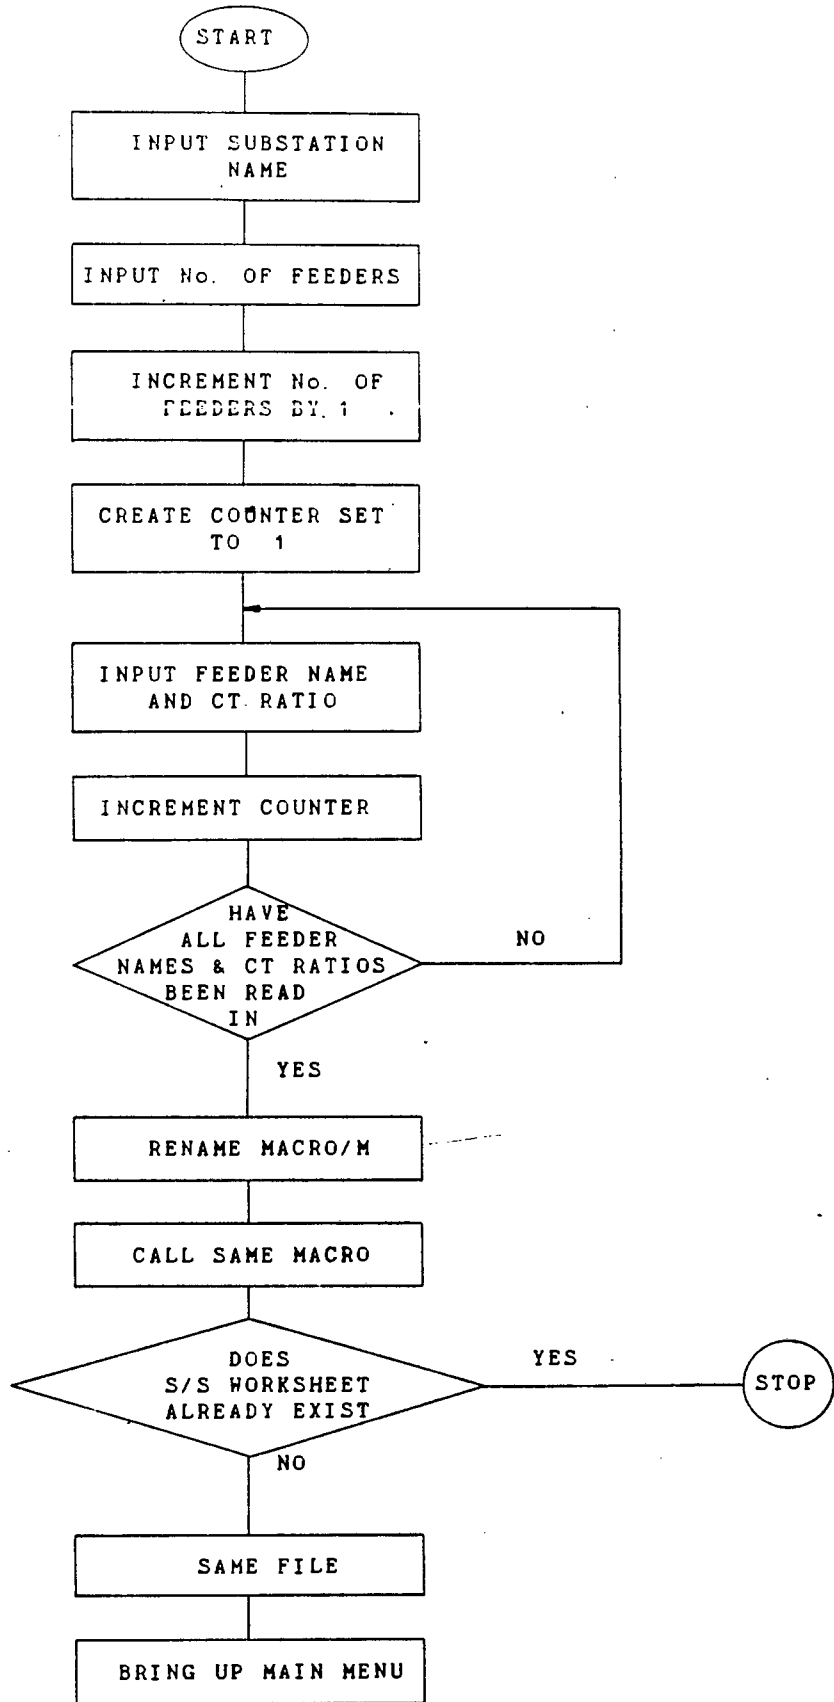 START
INPUT SUBSTATION
NAME
INPUT No. OF FEEDERS
INCREMENT No. OF
FEEDERS BY 1
CREATE COUNTER SET
TO 1
INPUT FEEDER NAME
AND CT RATIO
INCREMENT COUNTER
HAVE
ALL FEEDER
NAMES & CT RATIOS
BEEN READ
IN
NO
YES
RENAME MACRO/M
CALL SAME MACRO
DOES
S/S WORKSHEET
ALREADY EXIST
YES
STOP
NO
SAME FILE
BRING UP MAIN MENU